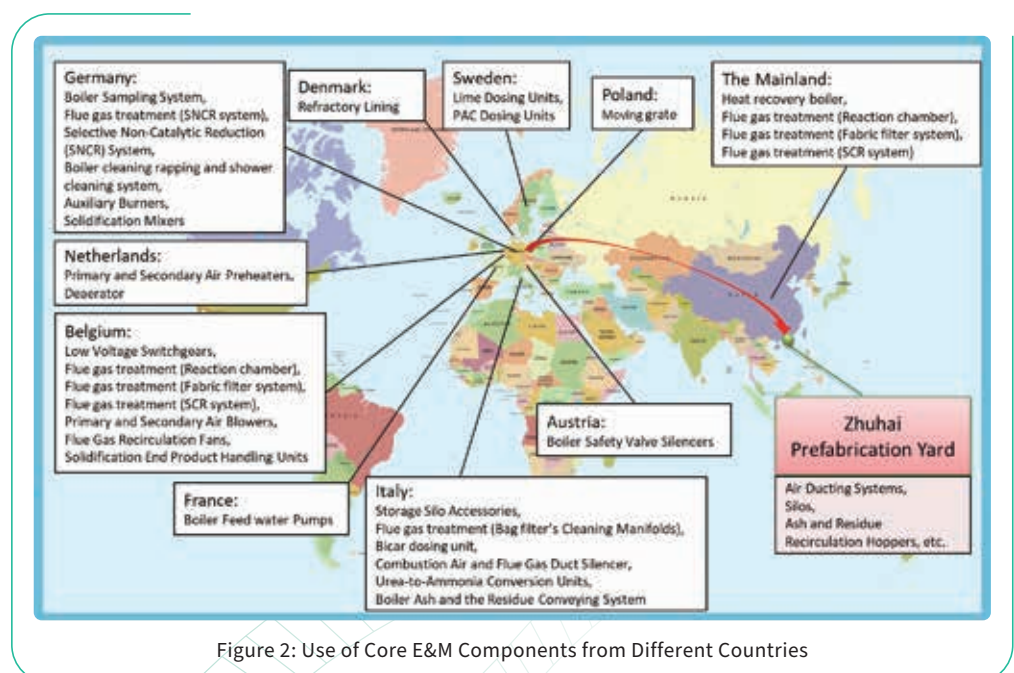 Germany:
Boiler Sampling System,
Flue gas treatment (SNCR system),
Selective Non-Catalytic Reduction
(SNCR) System,
Boiler cleaning rapping and shower
cleaning system,
Auxiliary Burners,
Solidification Mixers
Denmark:
Refractory Lining
Sweden:
Lime Dosing Units,
PAC Dosing Units
Poland:
Moving grate
The Mainland:
Heat recovery boiler,
Flue gas treatment (Reaction chamber),
Flue gas treatment (Fabric filter system),
Flue gas treatment (SCR system)
Netherlands:
Primary and Secondary Air Preheaters,
Deaerator
Belgium:
Low Voltage Switchgears,
Flue gas treatment (Reaction chamber),
Flue gas treatment (Fabric filter system),
Flue gas treatment (SCR system),
Primary and Secondary Air Blowers,
Flue Gas Recirculation Fans,
Solidification End Product Handling Units
France:
Boiler Feed water Pumps
Italy:
Storage Silo Accessories,
Flue gas treatment (Bag filter's Cleaning Manifolds),
Bicar dosing unit,
Combustion Air and Flue Gas Duct Silencer,
Urea-to-Ammonia Conversion Units,
Boiler Ash and the Residue Conveying System
Austria:
Boiler Safety Valve Silencers
Zhuhai
Prefabrication Yard
Air Ducting Systems,
Silos,
Ash and Residue
Recirculation Hoppers, etc.
Figure 2: Use of Core E&M Components from Different Countries